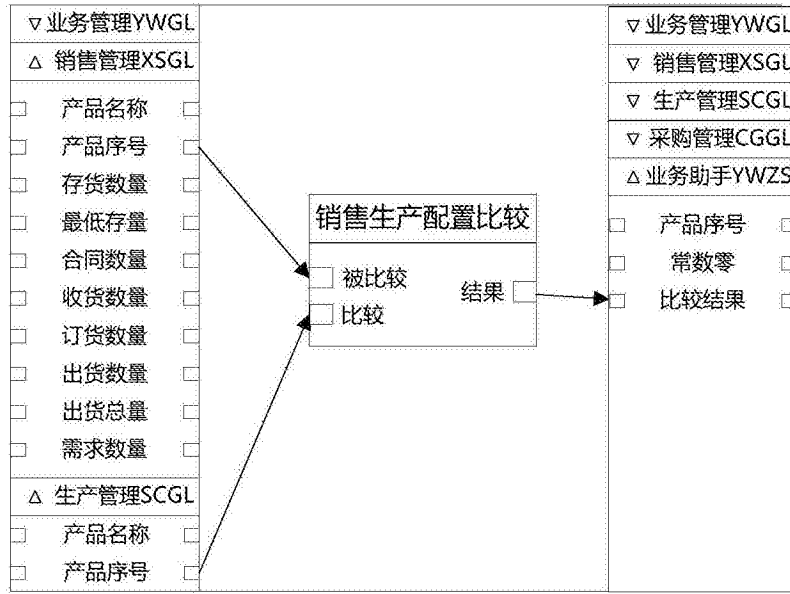 ▽业务管理YWGL
△ 销售管理XSGL
产品名称
产品序号
存货数量
最低存量
合同数量
收货数量
订货数量
出货数量
出货总量
需求数量
△ 生产管理SCGL
产品名称
产品序号
销售生产配置比较
被比较
结果
比较
▽业务管理YWGL
▽ 销售管理XSGL
▽ 生产管理SCGL
▽ 采购管理CGGL
△业务助手YWZS
产品序号
常数零
比较结果